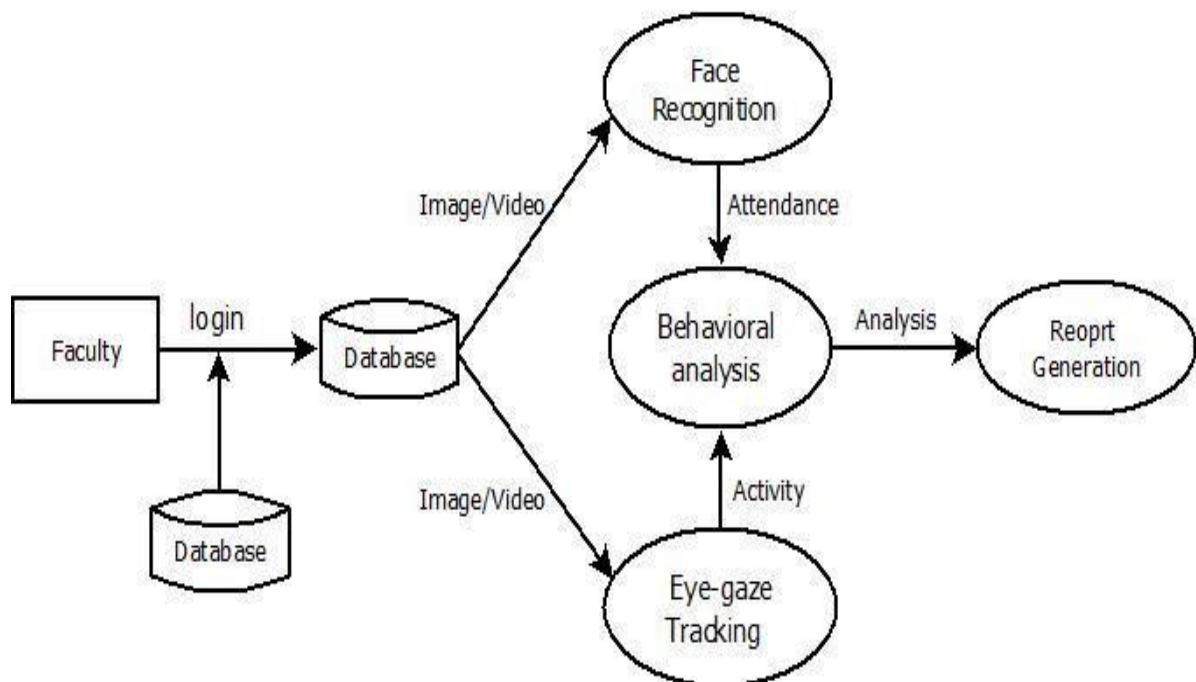 Face
Recognition
Image/Video
Attendance
login
Faculty
Database
Behavioral
analysis
Analysis
Reoprt
Generation
Image/Video
Activity
Database
Eye-gaze
Tracking